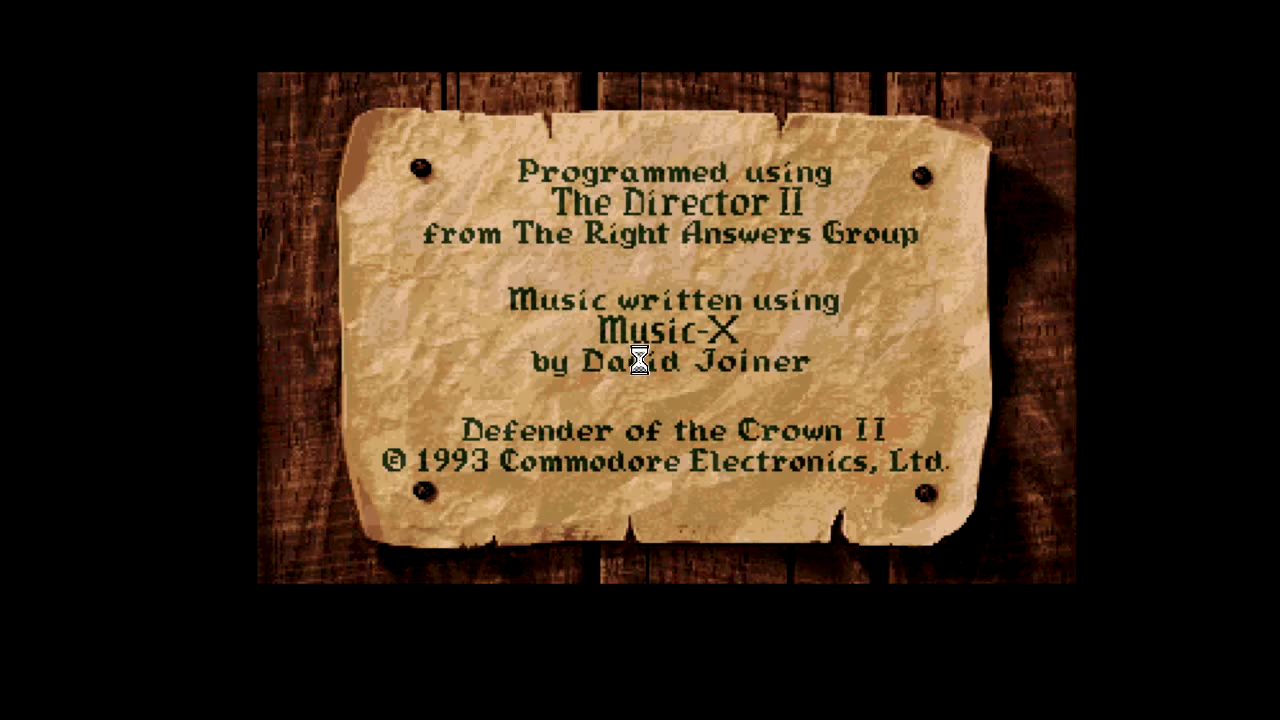 Programmed using
The Director II
from The Right Answers Group
Music written using
Music-X
by David Joiner
Defender of the Crown II
© 1993 Commodore Electronics, Ltd.